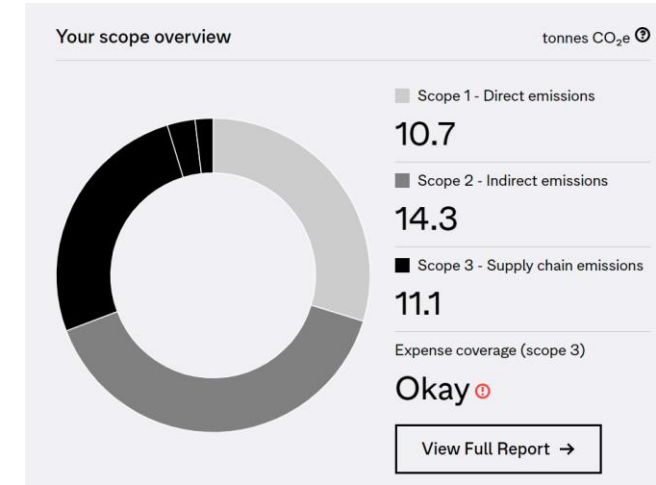 Your scope overview
tonnes CO₂e
Scope 1 - Direct emissions
10.7
Scope 2 - Indirect emissions
14.3
Scope 3 - Supply chain emissions
11.1
Expense coverage (scope 3)
Okay
View Full Report →